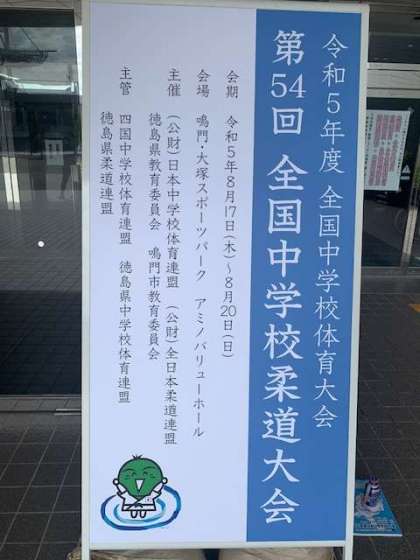 令和5年度 全国中学校体育大会
第54回 全国中学校柔道大会
会期 令和5年8月17日(木)～8月20日(日)
会場 鳴門・大塚スポーツパーク アミノバリューホール
主催 (公財)日本中学校体育連盟 (公財)全日本柔道連盟
徳島県教育委員会 鳴門市教育委員会
主管 四国中学校体育連盟 徳島県中学校体育連盟
徳島県柔道連盟